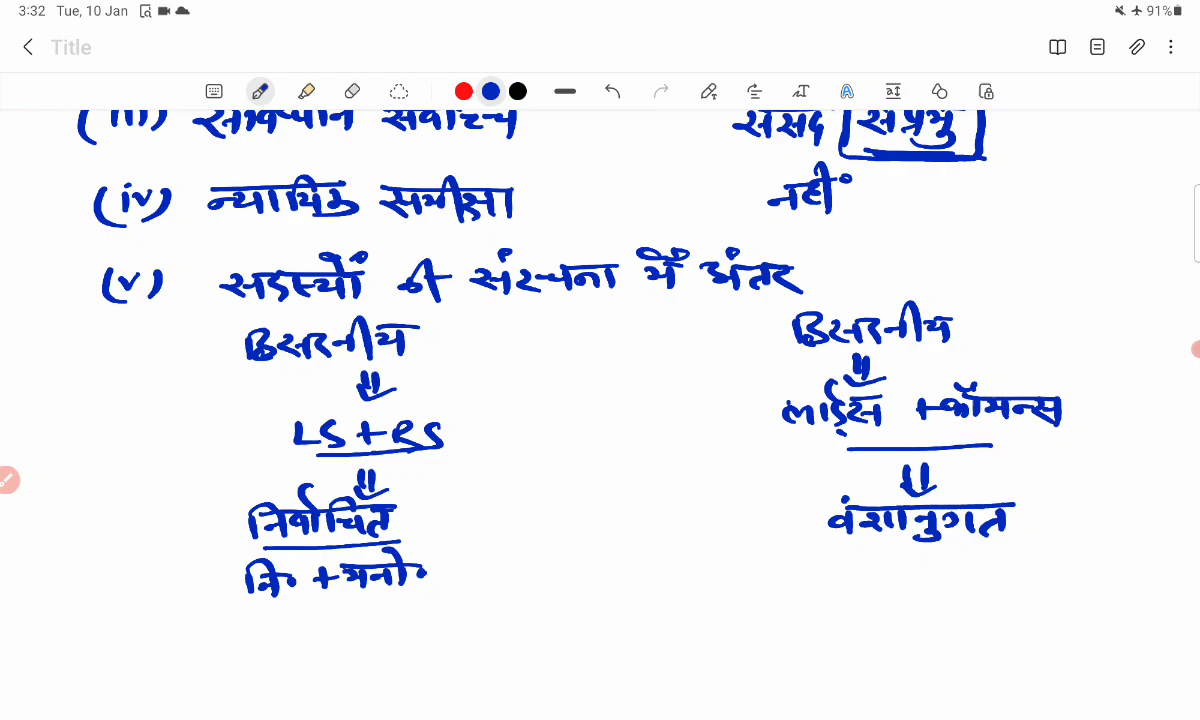 3:32 Tue, 10 Jan 91%
Title
(iii) संविधान सर्वोच्च संसद संप्रभु
(iv) न्यायिक समीक्षा नहीं
(v) सदस्यों की संरचना में अंतर
द्विसदनीय द्विसदनीय
LS + RS लार्ड्स + कॉमन्स
निर्वाचित वंशानुगत
नि० + मनो०